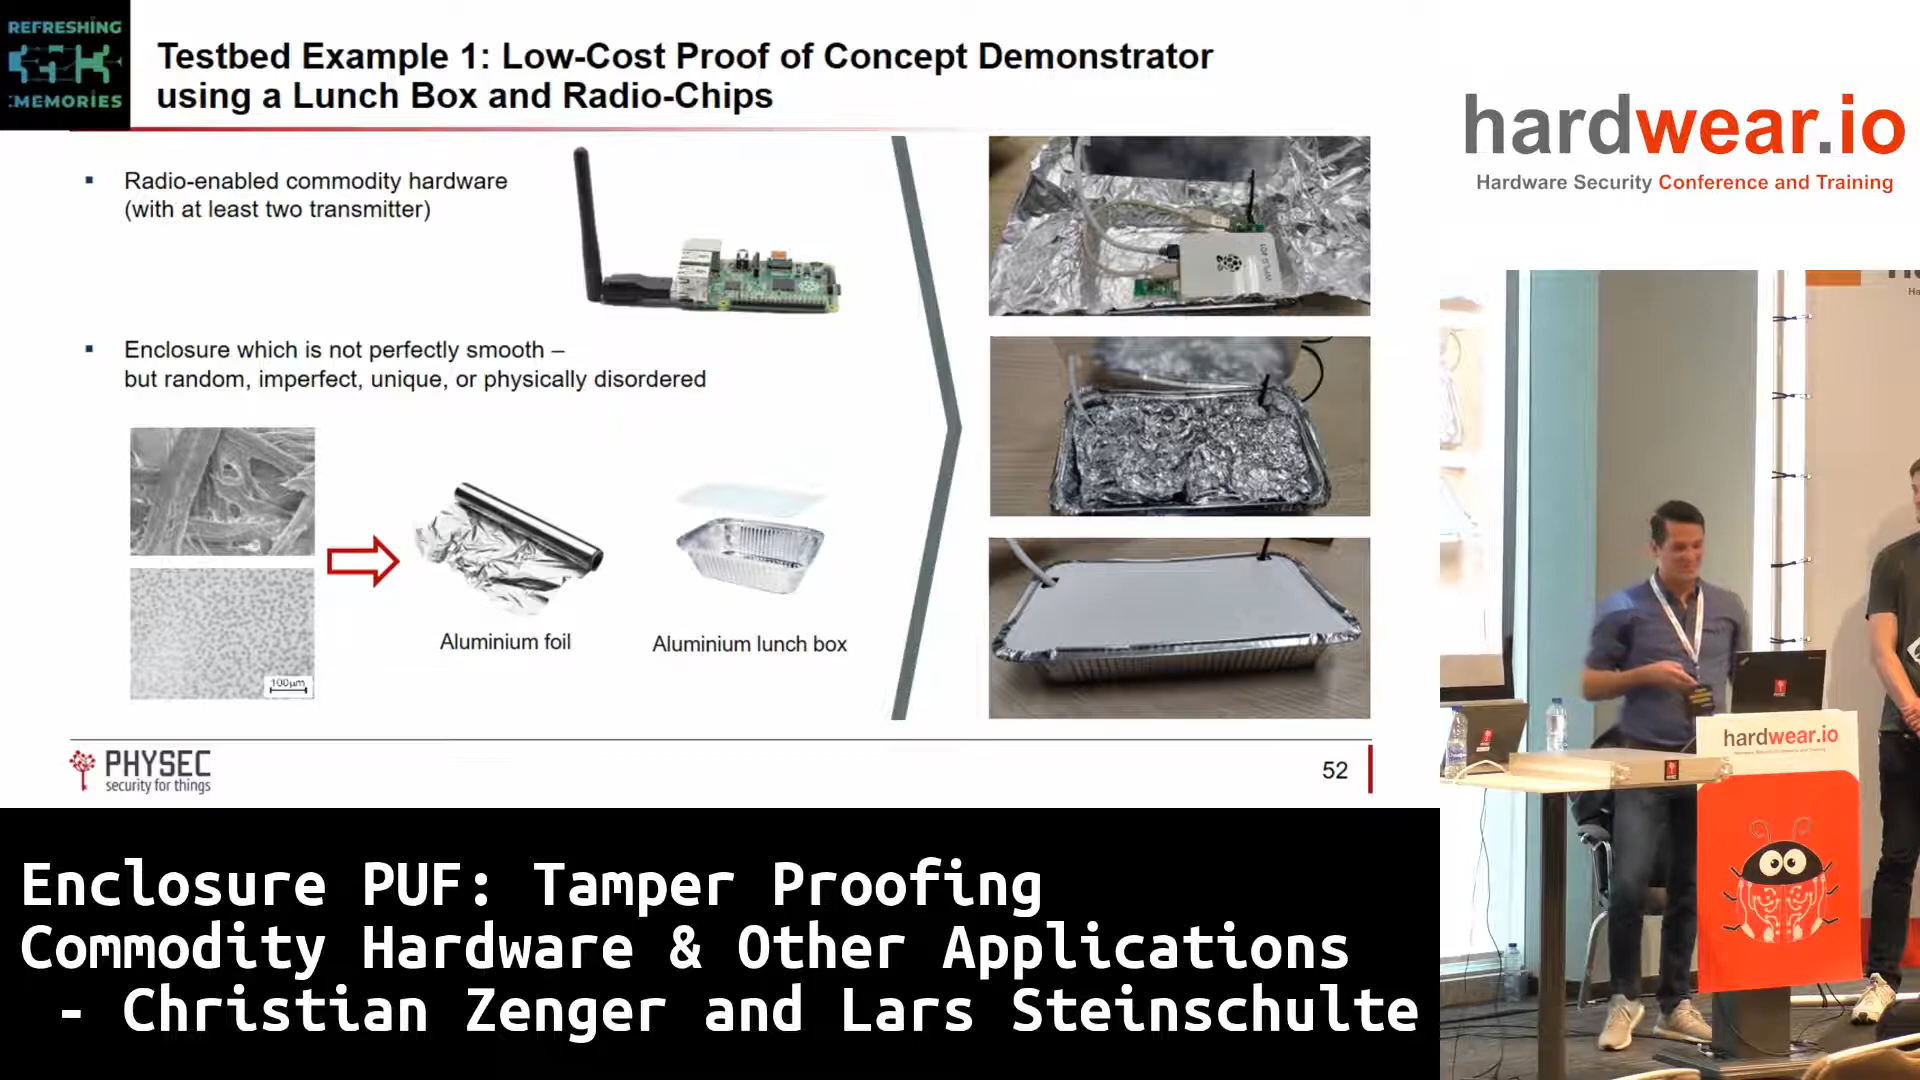 REFRESHING
MEMORIES
Testbed Example 1: Low-Cost Proof of Concept Demonstrator
using a Lunch Box and Radio-Chips
▪ Radio-enabled commodity hardware
(with at least two transmitter)
▪ Enclosure which is not perfectly smooth –
but random, imperfect, unique, or physically disordered
100µm
Aluminium foil
Aluminium lunch box
PHYSEC
security for things
52
hardwear.io
Hardware Security Conference and Training
hardwear.io
Enclosure PUF: Tamper Proofing
Commodity Hardware & Other Applications
- Christian Zenger and Lars Steinschulte